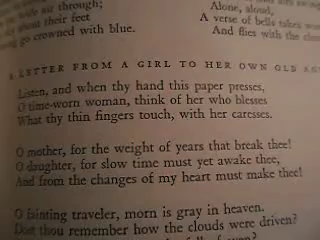 wide air through;
about their feet
go crowned with blue.
Alone, aloud,
A verse of bells takes
And flies with the
A LETTER FROM A GIRL TO HER OWN OLD
Listen, and when thy hand this paper presses,
O time-worn woman, think of her who blesses
What thy thin fingers touch, with her caresses.
O mother, for the weight of years that break thee!
O daughter, for slow time must yet awake thee,
And from the changes of my heart must make thee!
O fainting traveler, morn is gray in heaven.
Dost thou remember how the clouds were driven?